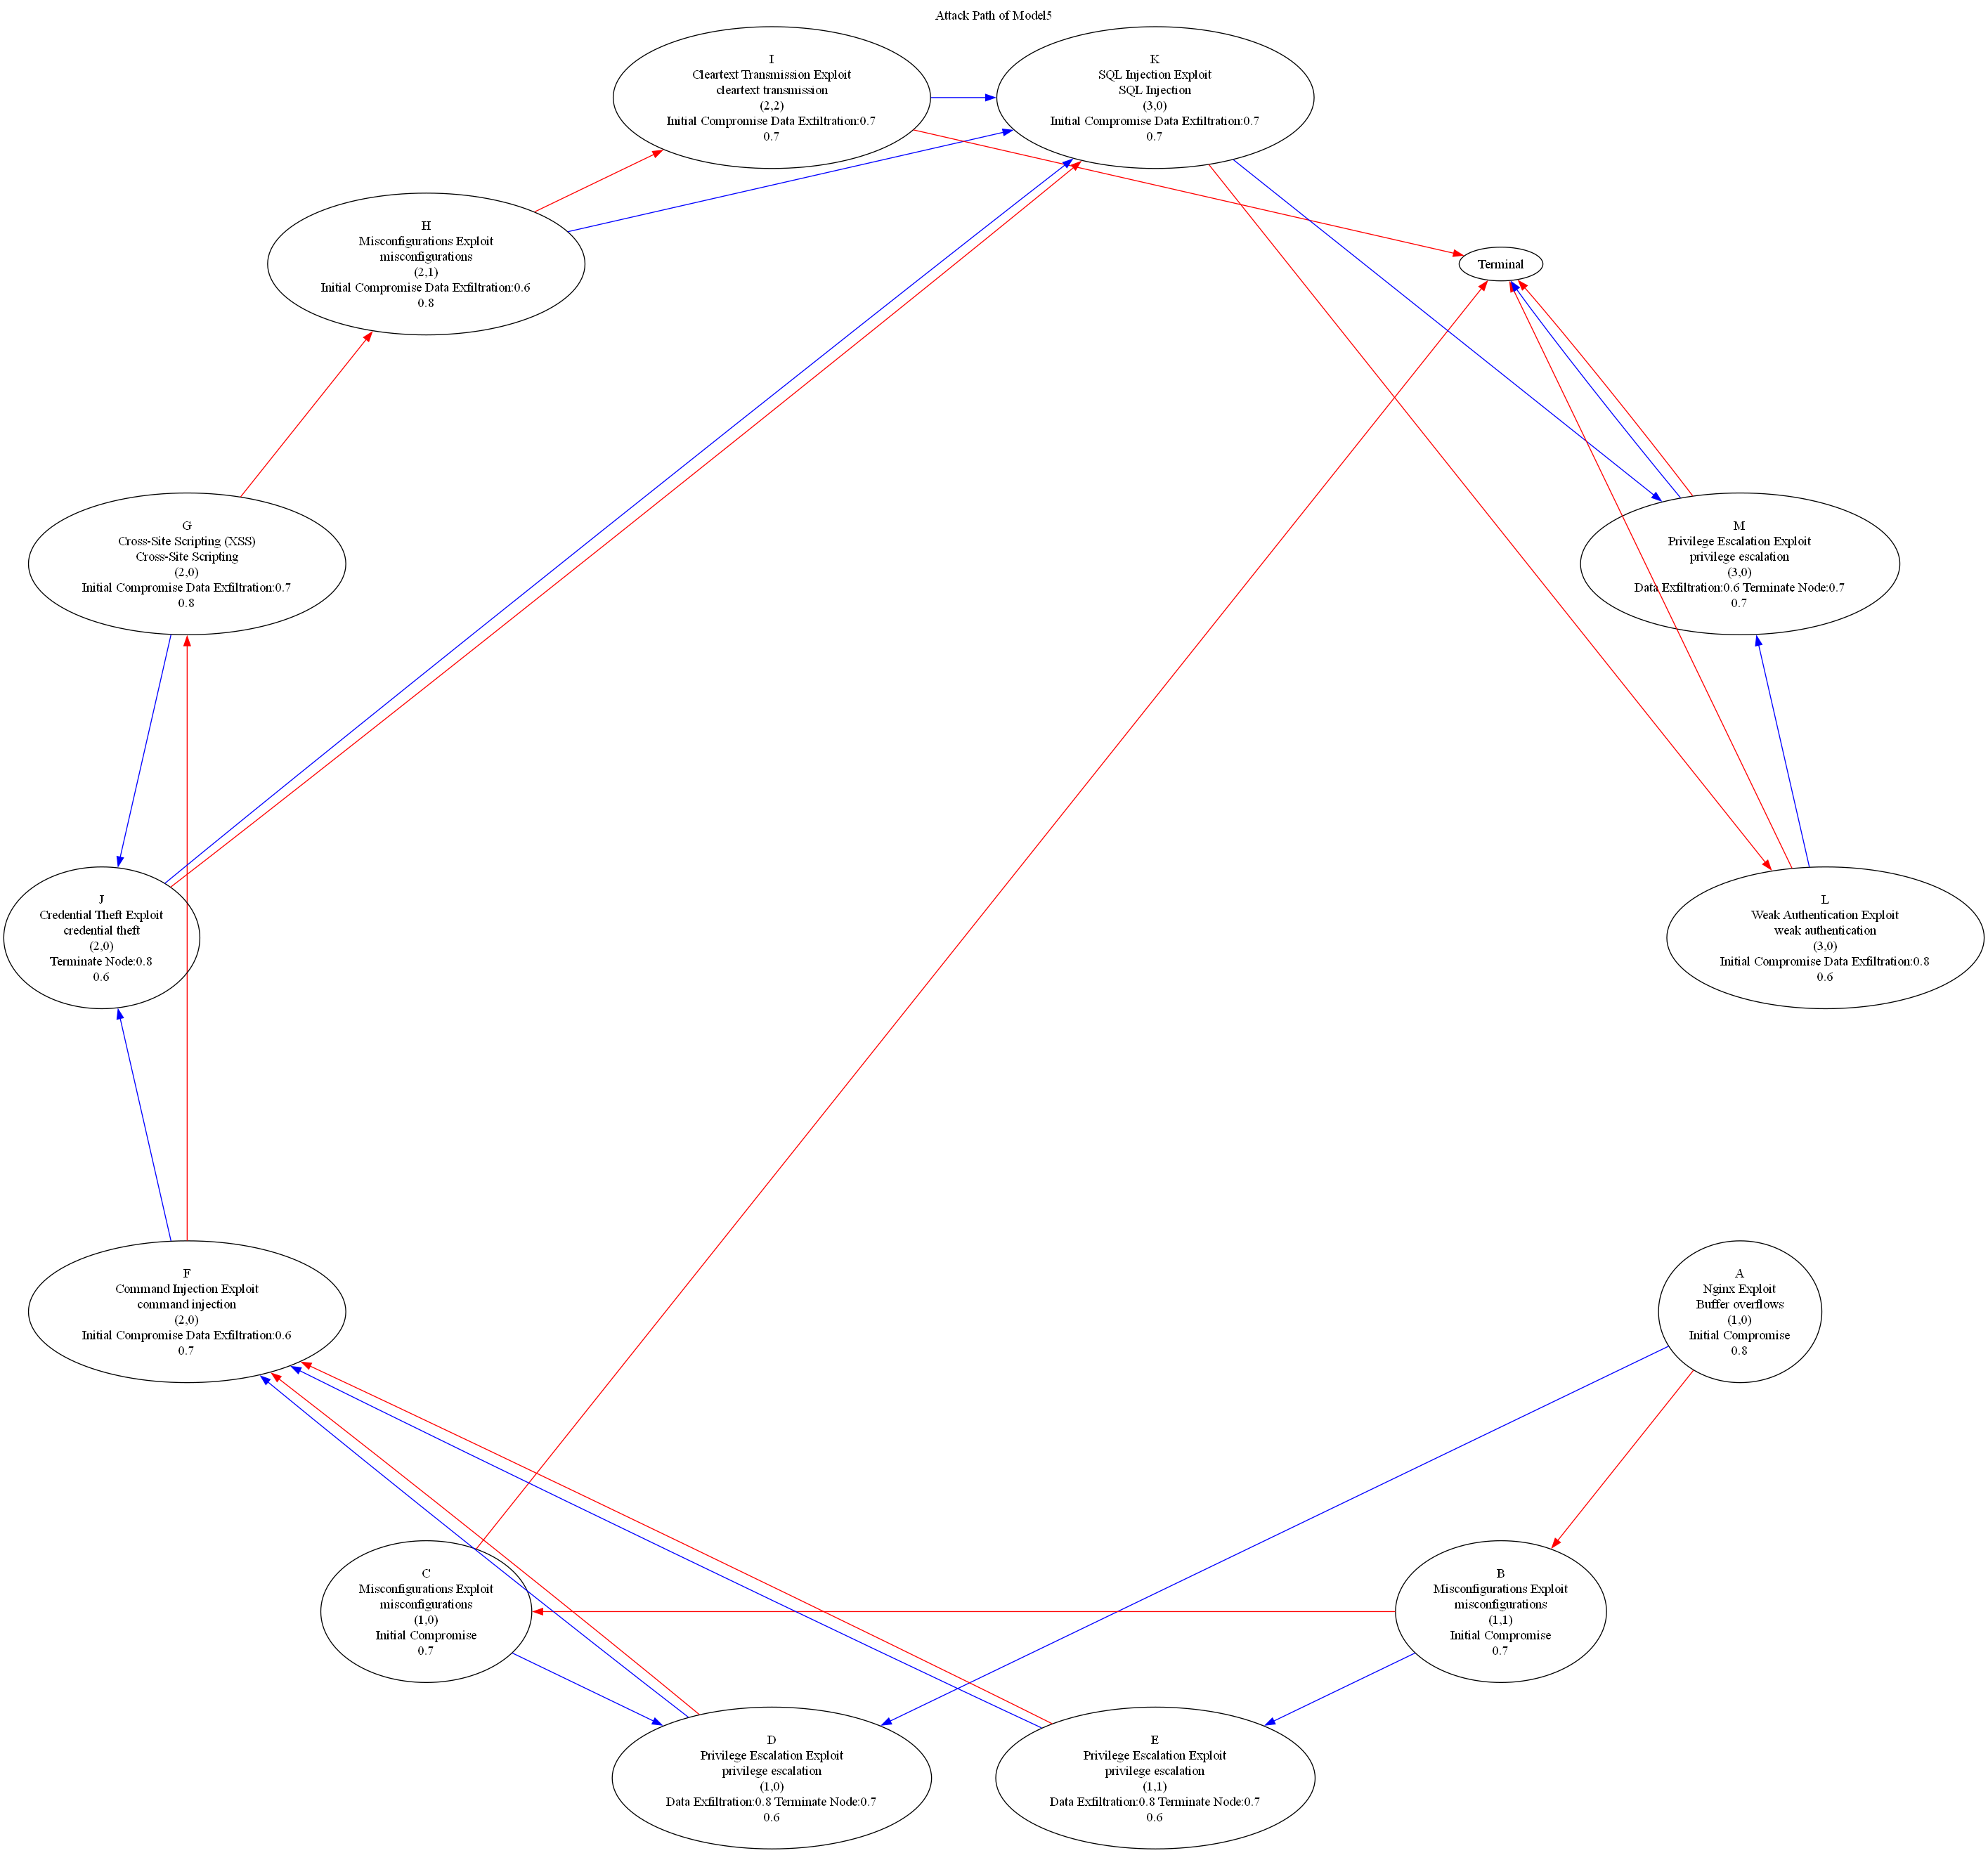 Attack Path of Model5
I
Cleartext Transmission Exploit
cleartext transmission
(2,2)
Initial Compromise Data Exfiltration:0.7
0.7
K
SQL Injection Exploit
SQL Injection
(3,0)
Initial Compromise Data Exfiltration:0.7
0.7
H
Misconfigurations Exploit
misconfigurations
(2,1)
Initial Compromise Data Exfiltration:0.6
0.8
Terminal
G
Cross-Site Scripting (XSS)
Cross-Site Scripting
(2,0)
Initial Compromise Data Exfiltration:0.7
0.8
M
Privilege Escalation Exploit
privilege escalation
(3,0)
Data Exfiltration:0.6 Terminate Node:0.7
0.7
J
Credential Theft Exploit
credential theft
(2,0)
Terminate Node:0.8
0.6
L
Weak Authentication Exploit
weak authentication
(3,0)
Initial Compromise Data Exfiltration:0.8
0.6
F
Command Injection Exploit
command injection
(2,0)
Initial Compromise Data Exfiltration:0.6
0.7
A
Nginx Exploit
Buffer overflows
(1,0)
Initial Compromise
0.8
C
Misconfigurations Exploit
misconfigurations
(1,0)
Initial Compromise
0.7
B
Misconfigurations Exploit
misconfigurations
(1,1)
Initial Compromise
0.7
D
Privilege Escalation Exploit
privilege escalation
(1,0)
Data Exfiltration:0.8 Terminate Node:0.7
0.6
E
Privilege Escalation Exploit
privilege escalation
(1,1)
Data Exfiltration:0.8 Terminate Node:0.7
0.6